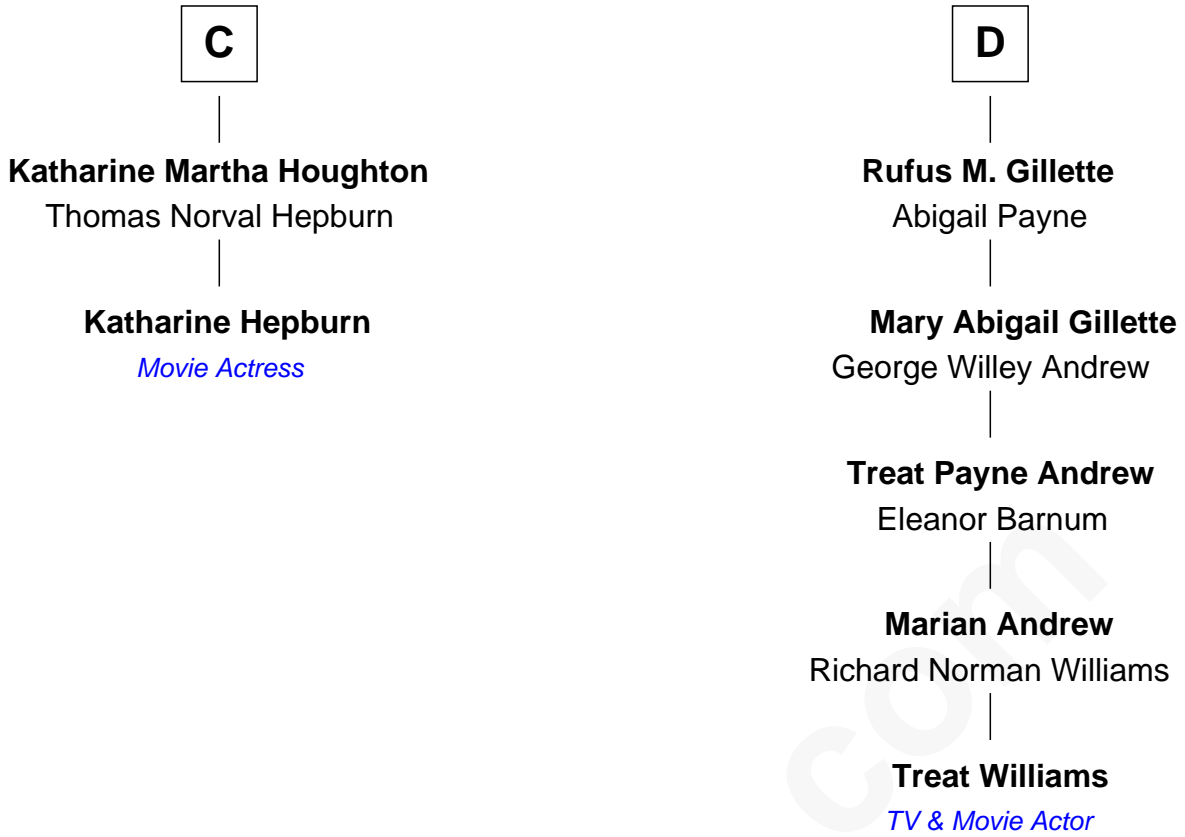 C
Katharine Martha Houghton
Thomas Norval Hepburn
Katharine Hepburn
Movie Actress
D
Rufus M. Gillette
Abigail Payne
Mary Abigail Gillette
George Willey Andrew
Treat Payne Andrew
Eleanor Barnum
Marian Andrew
Richard Norman Williams
Treat Williams
TV & Movie Actor
com